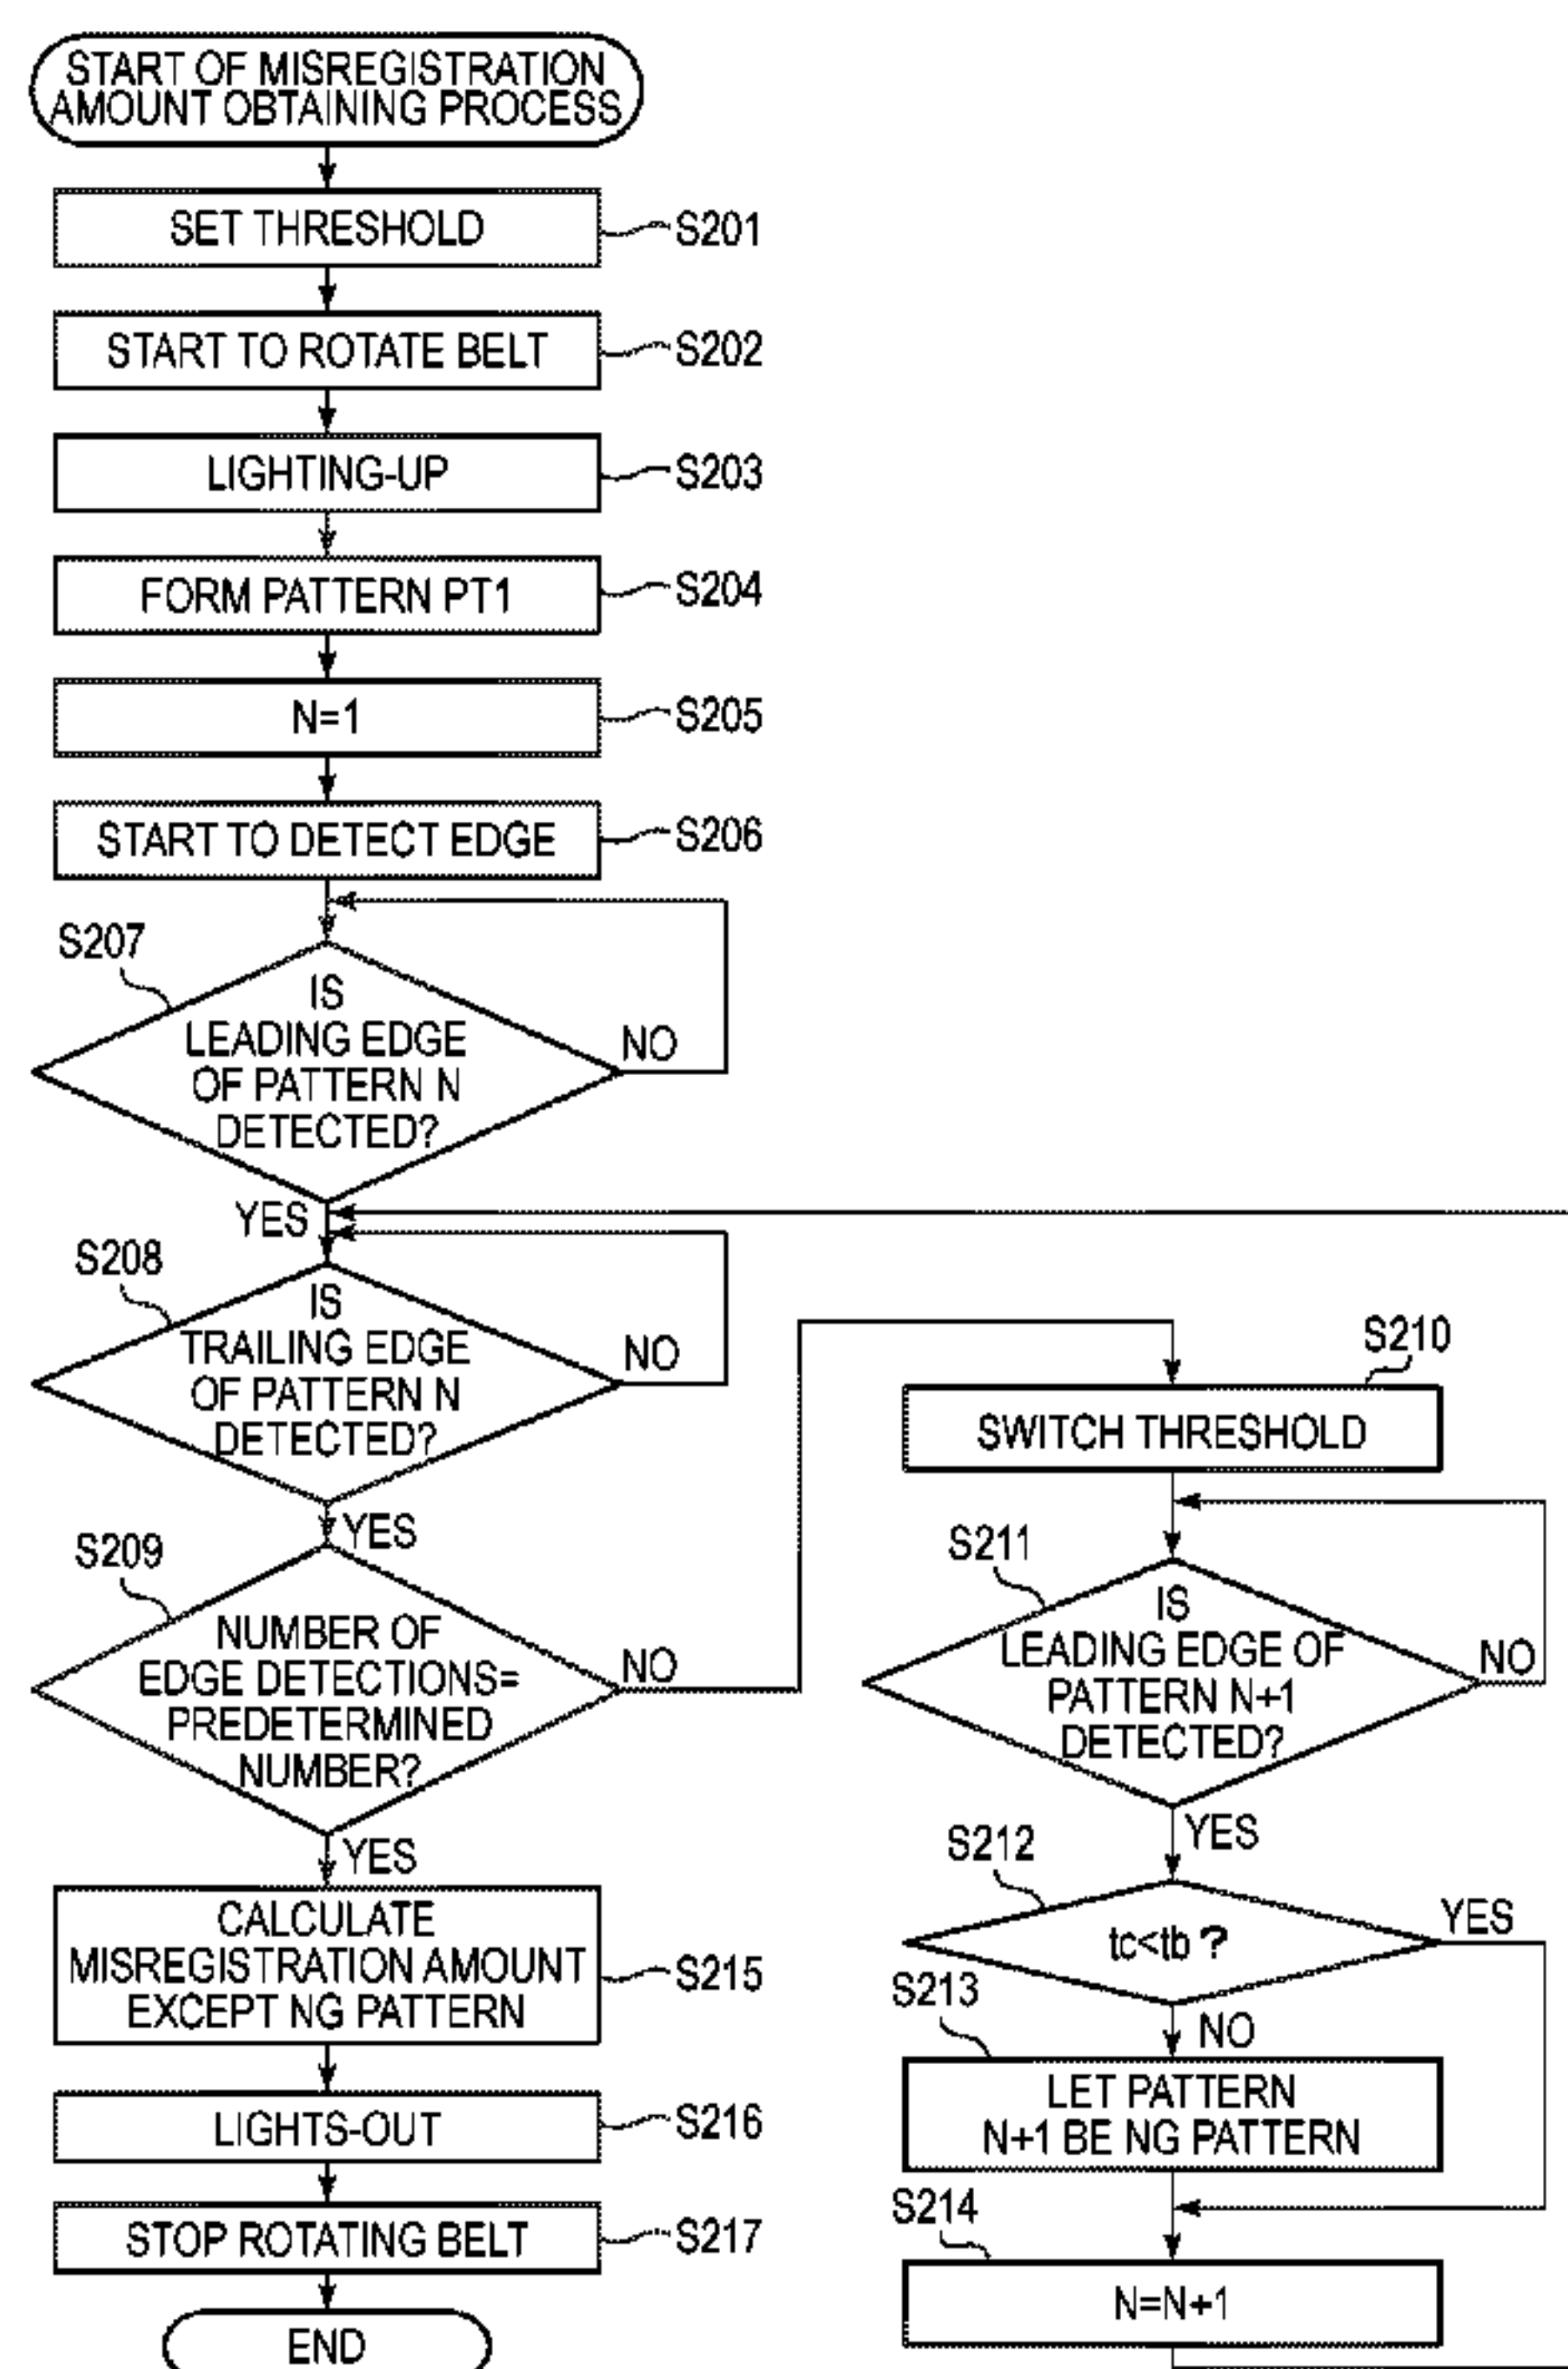 START OF MISREGISTRATION
AMOUNT OBTAINING PROCESS
SET THRESHOLD
S201
START TO ROTATE BELT
S202
LIGHTING-UP
S203
FORM PATTERN PT1
S204
N=1
S205
START TO DETECT EDGE
S206
S207
IS
LEADING EDGE
OF PATTERN N
DETECTED?
NO
YES
S208
IS
TRAILING EDGE
OF PATTERN N
DETECTED?
NO
YES
S209
NUMBER OF
EDGE DETECTIONS=
PREDETERMINED
NUMBER?
NO
YES
S210
SWITCH THRESHOLD
S211
IS
LEADING EDGE OF
PATTERN N+1
DETECTED?
NO
YES
S212
tc<tb ?
YES
NO
S213
LET PATTERN
N+1 BE NG PATTERN
S214
N=N+1
CALCULATE
MISREGISTRATION AMOUNT
EXCEPT NG PATTERN
S215
LIGHTS-OUT
S216
STOP ROTATING BELT
S217
END